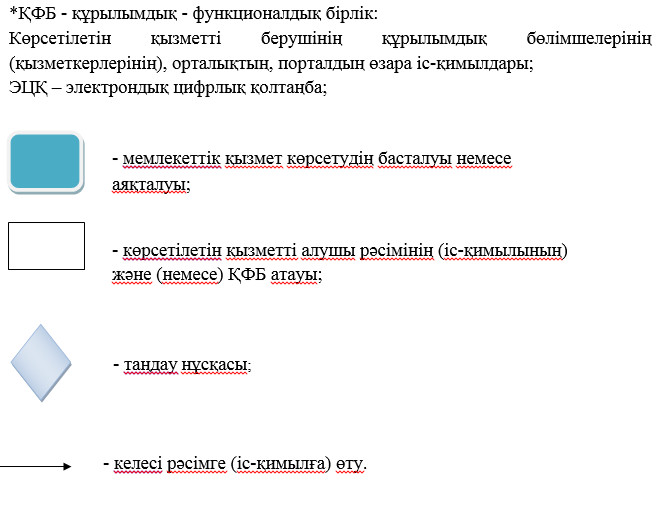 *ҚФБ - құрылымдық - функционалдық бірлік:
Көрсетілетін қызметті берушінің құрылымдық бөлімшелерінің
(қызметкерлерінің), орталықтың, порталдың өзара іс-қимылдары;
ЭЦҚ – электрондық цифрлық қолтаңба;
- мемлекеттік қызмет көрсетудің басталуы немесе
аяқталуы;
- көрсетілетін қызметті алушы рәсімінің (іс-қимылының)
және (немесе) ҚФБ атауы;
- таңдау нұсқасы;
- келесі рәсімге (іс-қимылға) өту.